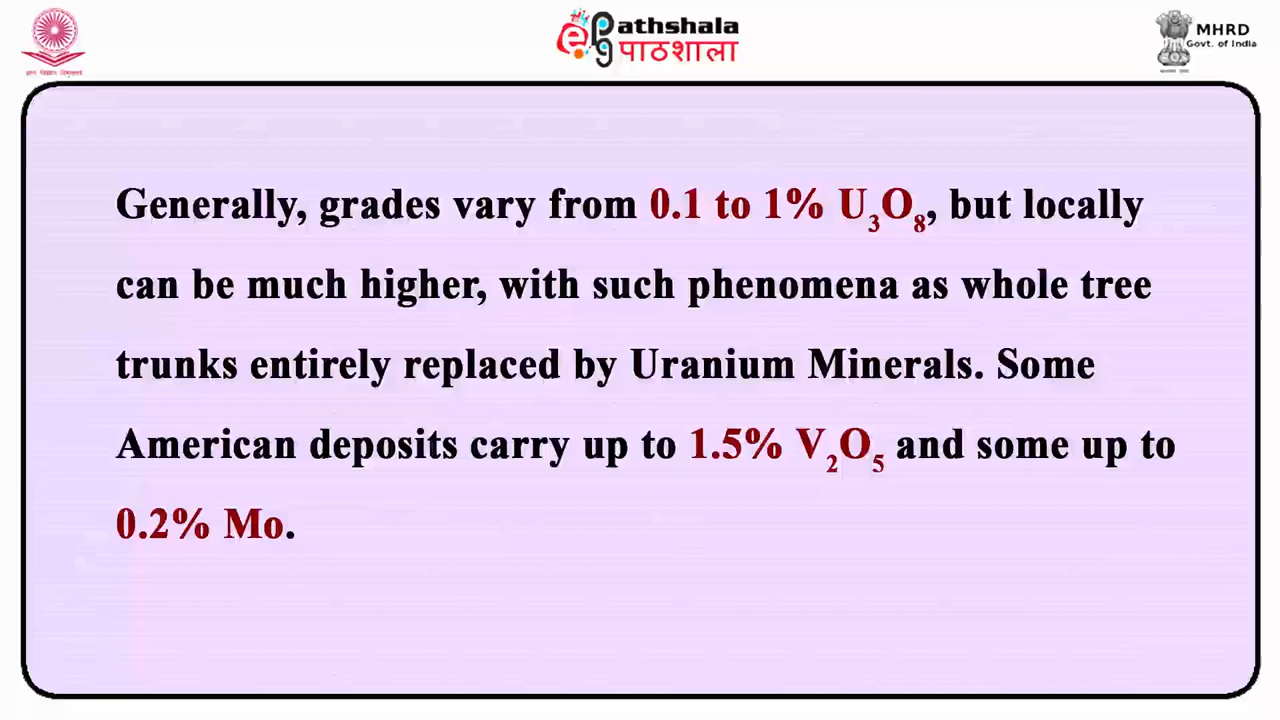 ePG Pathshala
पाठशाला
MHRD
Govt. of India
Generally, grades vary from 0.1 to 1% U₃O₈, but locally
can be much higher, with such phenomena as whole tree
trunks entirely replaced by Uranium Minerals. Some
American deposits carry up to 1.5% V₂O₅ and some up to
0.2% Mo.